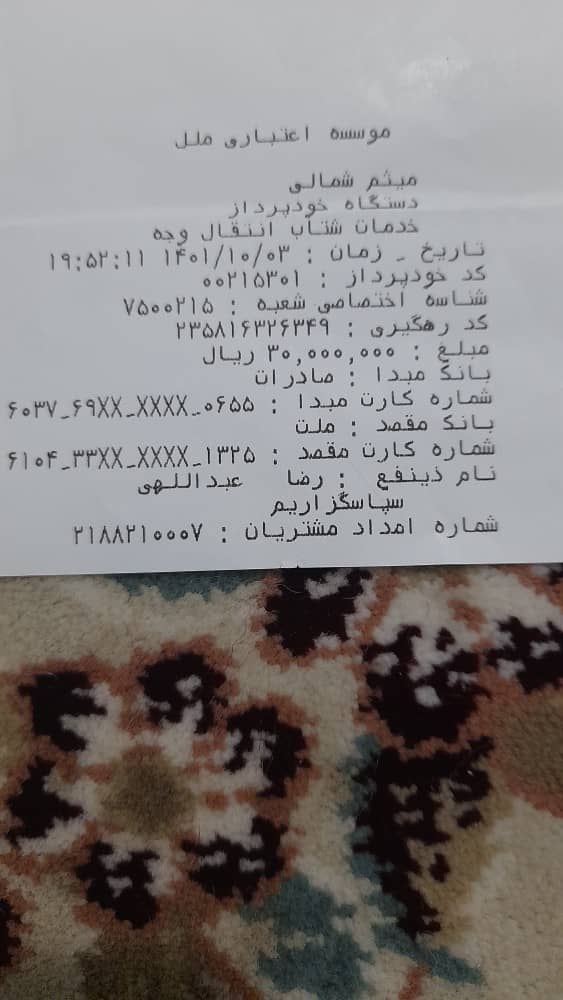 موسسه اعتباری ملل
میثم شمالی
دستگاه خودپرداز
خدمات شتاب انتقال وجه
تاریخ _ زمان : ۱۴۰۱/۱۰/۰۳ ۱۹:۵۲:۱۱
کد خودپرداز : ۰۰۲۱۵۳۰۱
شناسه اختصاصی شعبه : ۷۵۰۰۲۱۵
کد رهگیری : ۲۳۵۸۱۶۳۲۶۳۴۹
مبلغ : ۳۰,۰۰۰,۰۰۰ ریال
بانک مبدا : صادرات
شماره کارت مبدا : ۶۰۳۷_۶۹XX_XXXX_۰۶۵۵
بانک مقصد : ملت
شماره کارت مقصد : ۶۱۰۴_۳۳XX_XXXX_۱۳۲۵
نام ذینفع : رضا عبداللهی
سپاسگزاریم
شماره امداد مشتریان : ۲۱۸۸۲۱۰۰۰۷